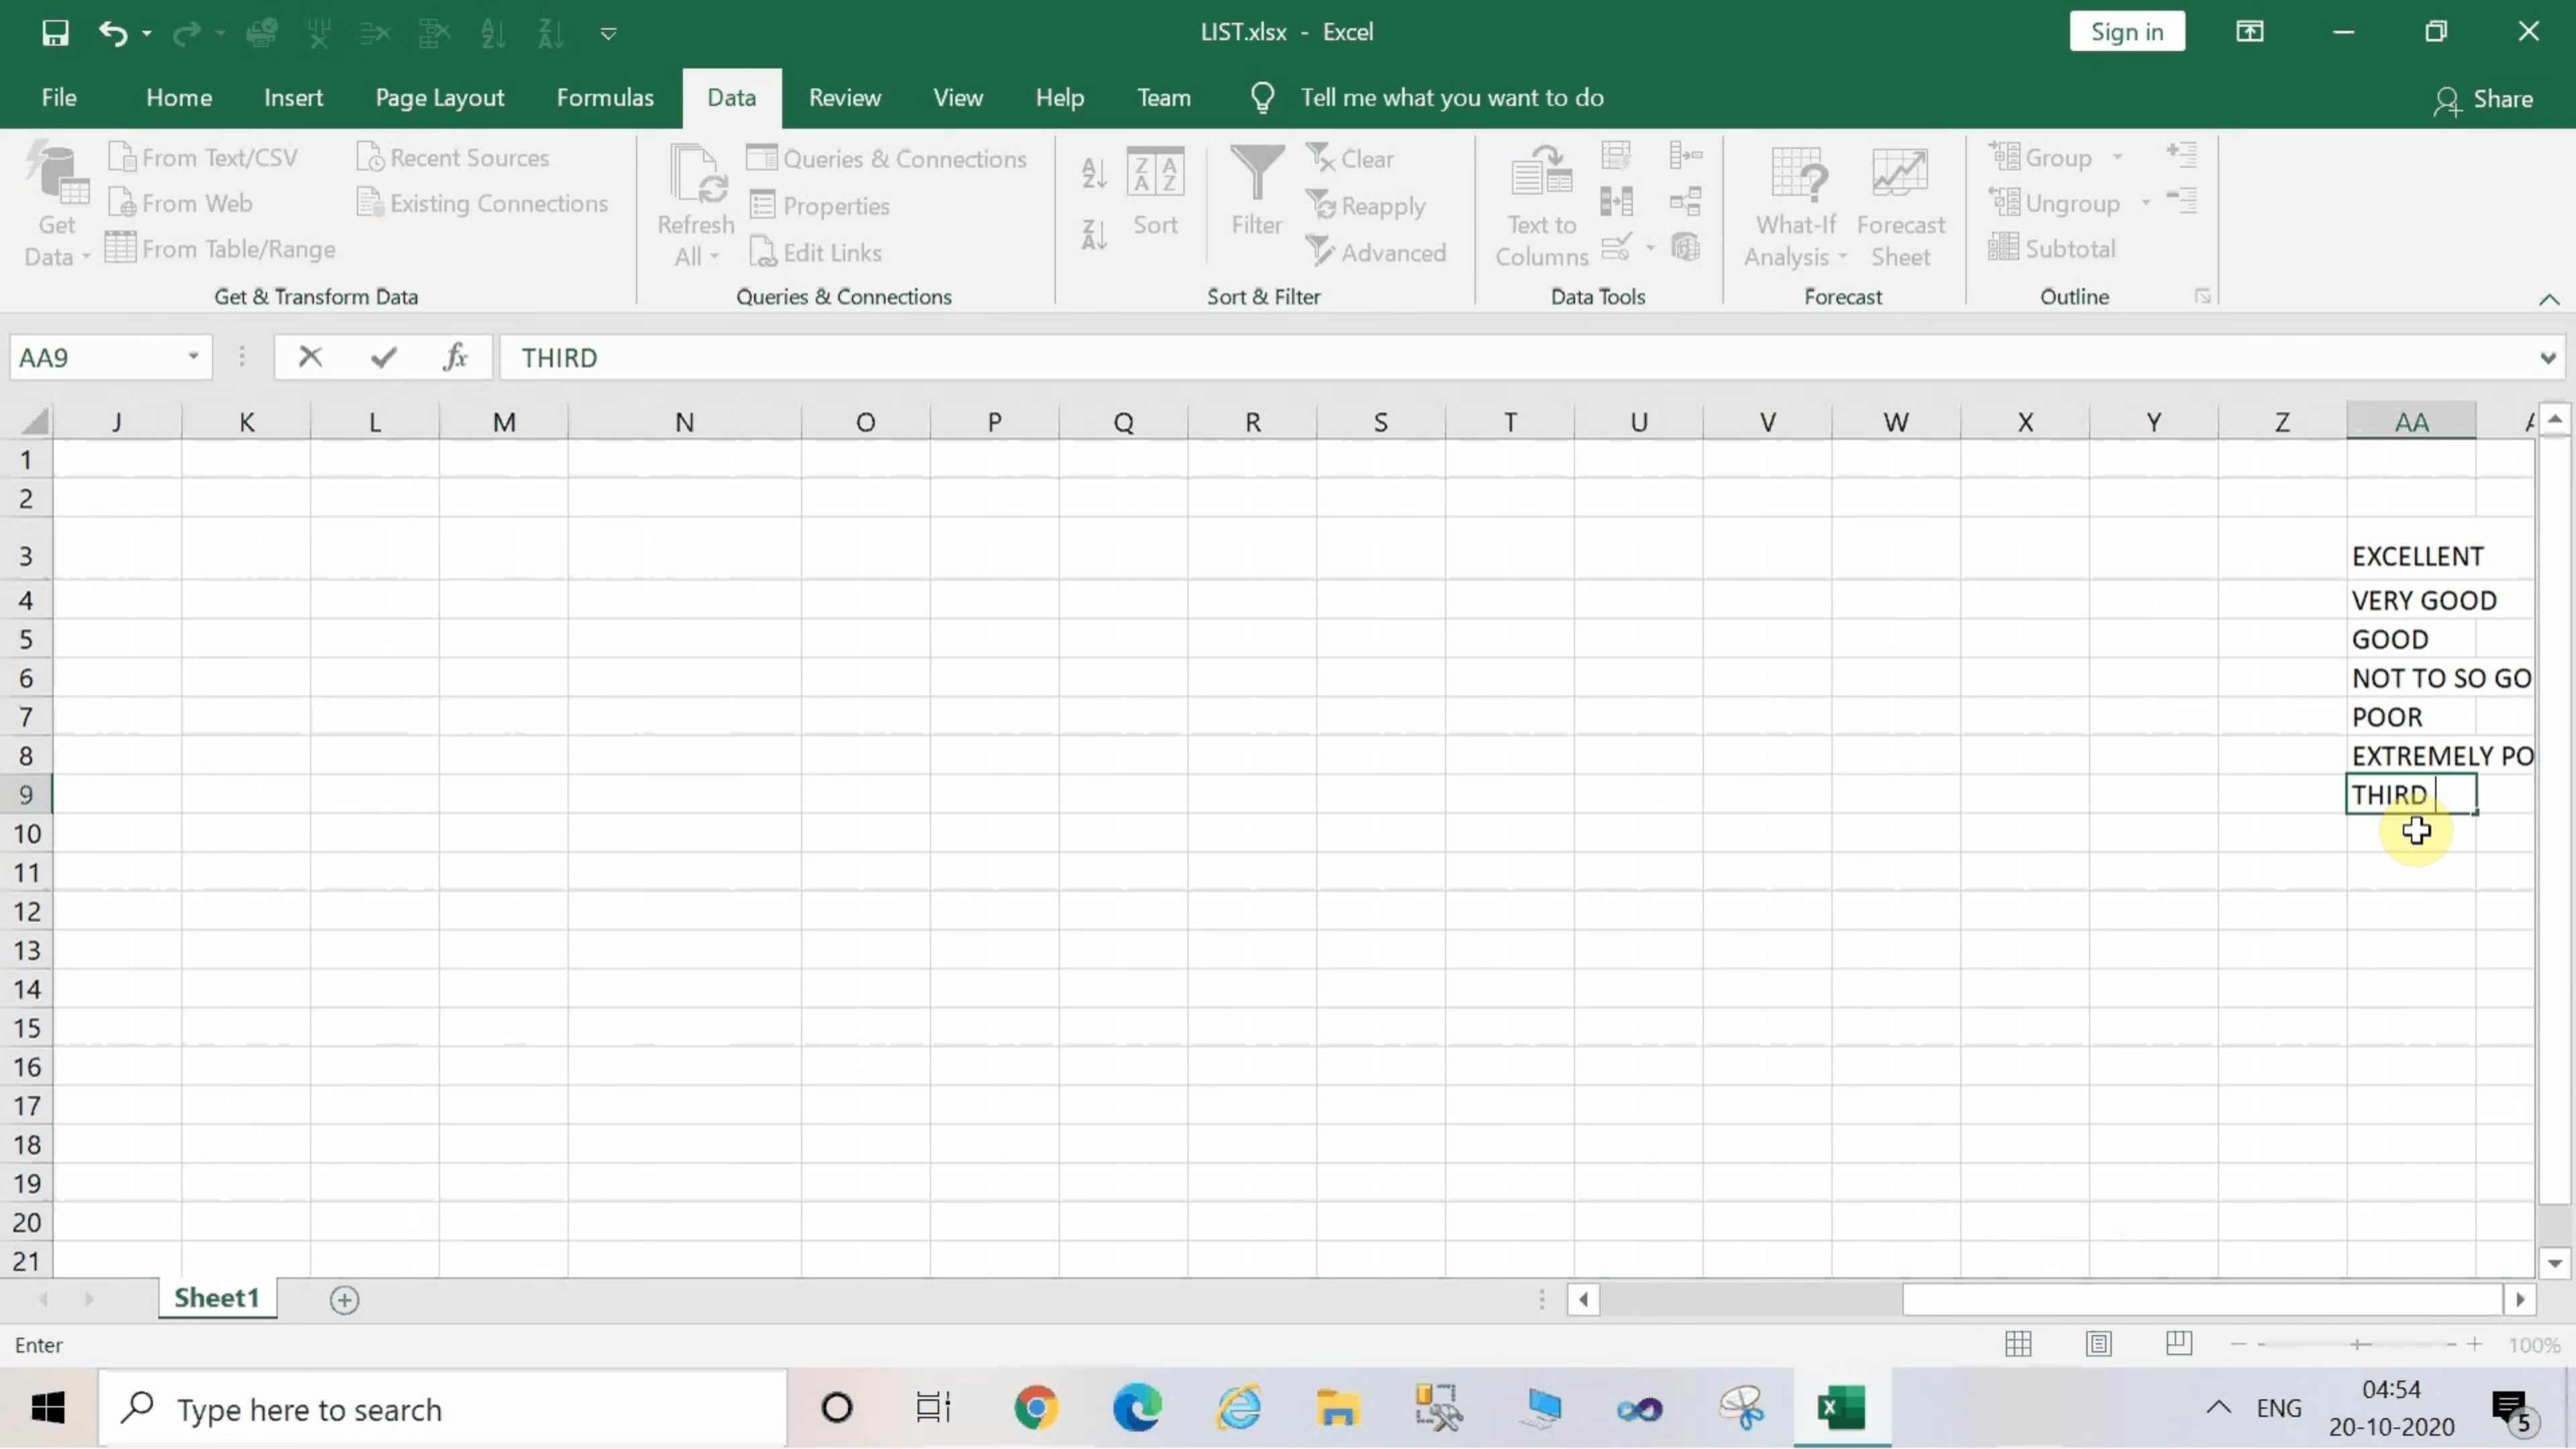 LIST.xlsx - Excel
Sign in
File Home Insert Page Layout Formulas Data Review View Help Team Tell me what you want to do Share
Get Data
From Text/CSV
From Web
From Table/Range
Recent Sources
Existing Connections
Get & Transform Data
Refresh All
Queries & Connections
Properties
Edit Links
Queries & Connections
Sort
Filter
Clear
Reapply
Advanced
Sort & Filter
Text to Columns
Data Tools
What-If Analysis
Forecast Sheet
Forecast
Group
Ungroup
Subtotal
Outline
AA9 fx THIRD
J K L M N O P Q R S T U V W X Y Z AA
1
2
3 EXCELLENT
4 VERY GOOD
5 GOOD
6 NOT TO SO GO
7 POOR
8 EXTREMELY PO
9 THIRD
10
11
12
13
14
15
16
17
18
19
20
21
Sheet1
Enter
100%
Type here to search
ENG
04:54
20-10-2020
5